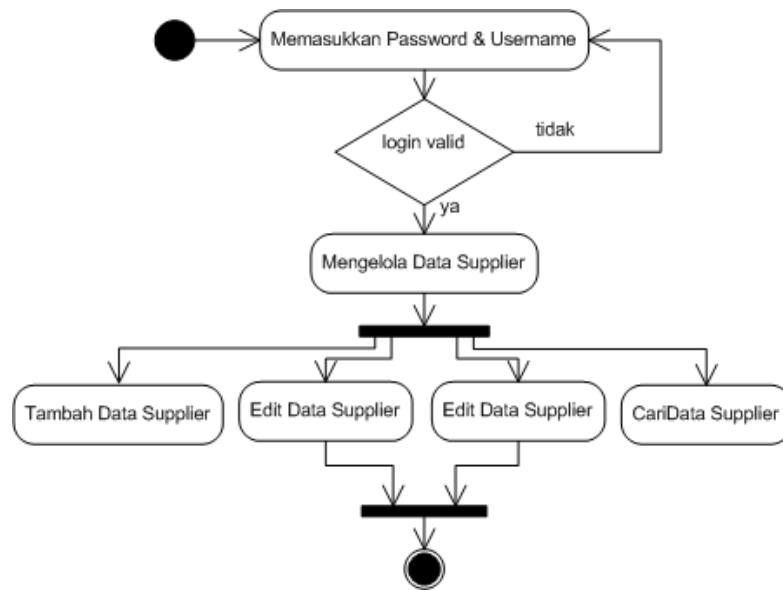 Memasukkan Password & Username
login valid
tidak
ya
Mengelola Data Supplier
Tambah Data Supplier
Edit Data Supplier
Edit Data Supplier
CariData Supplier